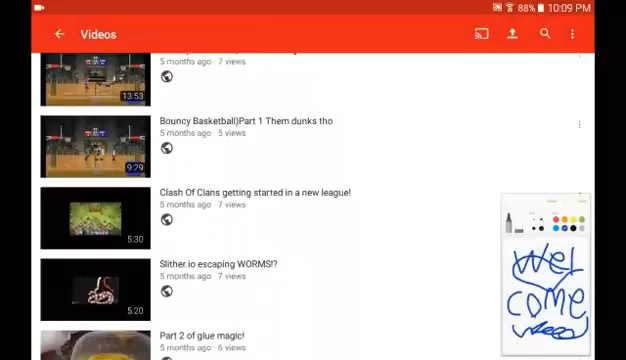 88% 10:09 PM
Videos
5 months ago · 7 views
13:53
Bouncy Basketball)Part 1 Them dunks tho
5 months ago · 5 views
9:29
Clash Of Clans getting started in a new league!
5 months ago · 7 views
5:30
Slither.io escaping WORMS!?
5 months ago · 7 views
5:20
Part 2 of glue magic!
5 months ago · 6 views
Wel
come